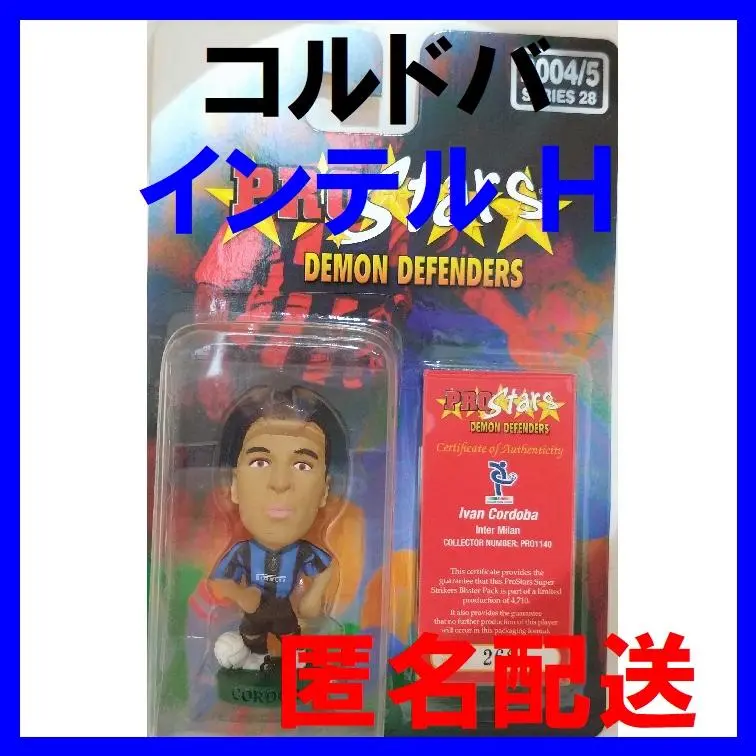 コルドバ
2004/5
SERIES 28
インテル H
PRO Stars
DEMON DEFENDERS
PRO Stars
DEMON DEFENDERS
Certificate of Authenticity
Ivan Cordoba
Inter Milan
COLLECTOR NUMBER: PRO1140
This certificate provides the
guarantee that this ProStars Super
Strikers Blister Pack is part of a limited
production of 4,710.
It also provides the guarantee
that no further production of this player
will occur in this packaging format.
匿名配送